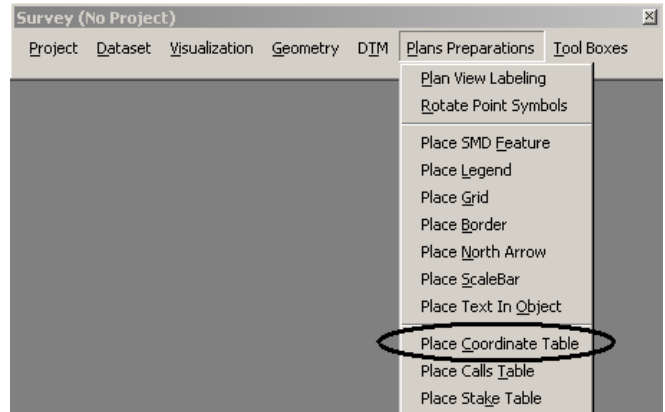 Survey (No Project)
Project Dataset Visualization Geometry DTM Plans Preparations Tool Boxes
Plan View Labeling
Rotate Point Symbols
Place SMD Feature
Place Legend
Place Grid
Place Border
Place North Arrow
Place ScaleBar
Place Text In Object
Place Coordinate Table
Place Calls Table
Place Stake Table